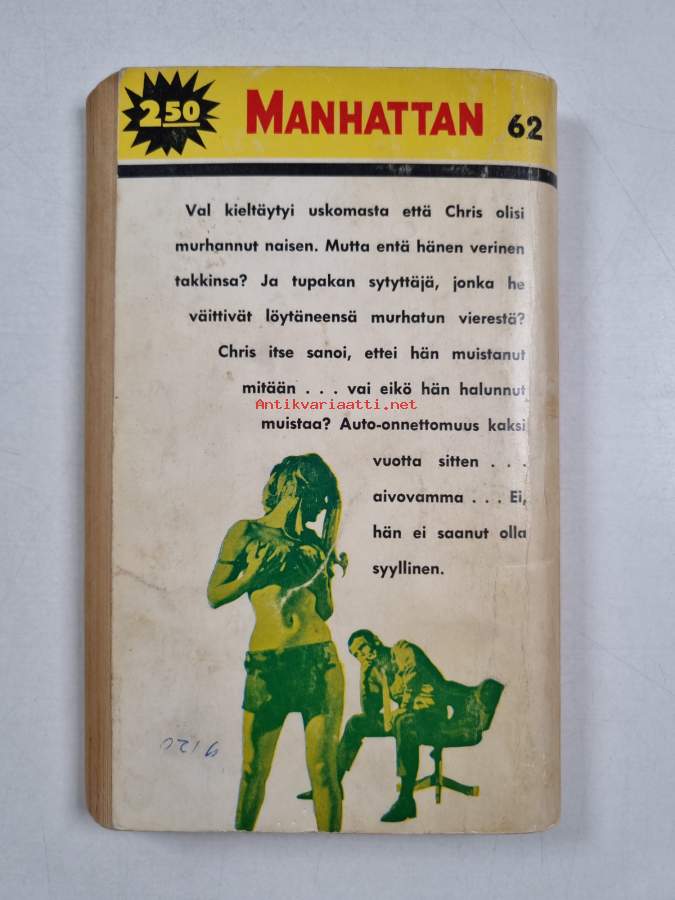 2.50 MANHATTAN 62
Val kieltäytyi uskomasta että Chris olisi
murhannut naisen. Mutta entä hänen verinen
takkinsa? Ja tupakan sytyttäjä, jonka he
väittivät löytäneensä murhatun vierestä?
Chris itse sanoi, ettei hän muistanut
mitään . . . vai eikö hän halunnut
Antikvariaatti.net
muistaa? Auto-onnettomuus kaksi
vuotta sitten . . .
aivovamma . . . Ei,
hän ei saanut olla
syyllinen.